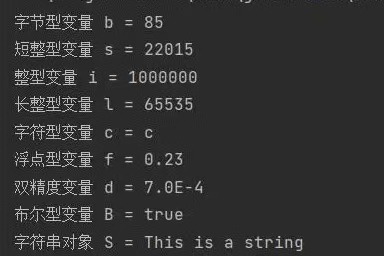 字节型变量 b = 85
短整型变量 s = 22015
整型变量 i = 1000000
长整型变量 l = 65535
字符型变量 c = c
浮点型变量 f = 0.23
双精度变量 d = 7.0E-4
布尔型变量 B = true
字符串对象 S = This is a string